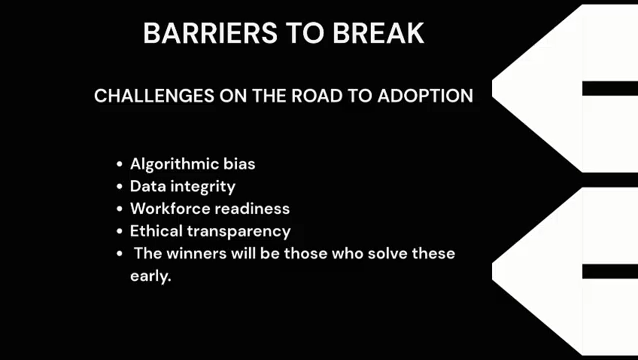 BARRIERS TO BREAK
CHALLENGES ON THE ROAD TO ADOPTION
• Algorithmic bias
• Data integrity
• Workforce readiness
• Ethical transparency
• The winners will be those who solve these
early.